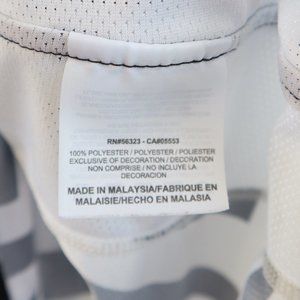 RN#56323 - CA#05553
100% POLYESTER / POLYESTER / POLIESTER
EXCLUSIVE OF DECORATION / DECORATION
NON COMPRISE/ NO INCLUYE LA
DECORACION
MADE IN MALAYSIA/FABRIQUE EN
MALAISIE/HECHO EN MALASIA